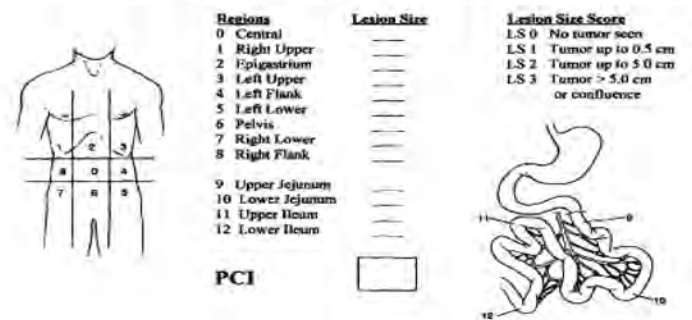 Regions Lesion Size
0 Central
1 Right Upper
2 Epigastrium
3 Left Upper
4 Left Flank
5 Left Lower
6 Pelvis
7 Right Lower
8 Right Flank
9 Upper Jejunum
10 Lower Jejunum
11 Upper Ileum
12 Lower Ileum
PCI
Lesion Size Score
LS 0 No tumor seen
LS 1 Tumor up to 0.5 cm
LS 2 Tumor up to 5.0 cm
LS 3 Tumor > 5.0 cm
or confluence
1 2 3
8 0 4
7 6 5
11
9
10
12